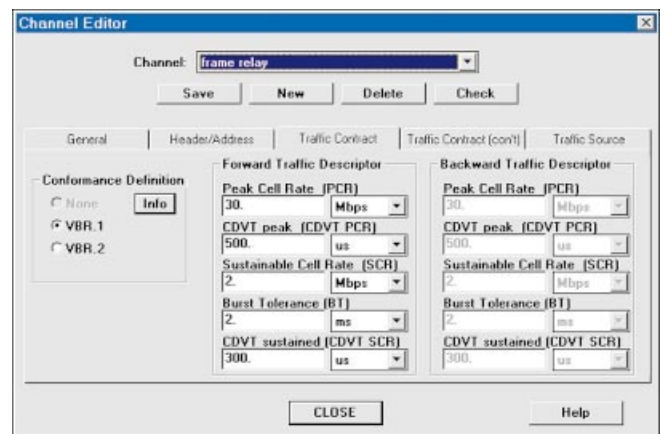 Channel Editor
Channel: frame relay
Save New Delete Check
General Header/Address Traffic Contract Traffic Contract (con't) Traffic Source
Conformance Definition
None Info
VBR.1
VBR.2
Forward Traffic Descriptor
Peak Cell Rate (PCR)
30. Mbps
CDVT peak (CDVT PCR)
500. us
Sustainable Cell Rate (SCR)
2. Mbps
Burst Tolerance (BT)
2. ms
CDVT sustained (CDVT SCR)
300. us
Backward Traffic Descriptor
Peak Cell Rate (PCR)
30. Mbps
CDVT peak (CDVT PCR)
500. us
Sustainable Cell Rate (SCR)
2. Mbps
Burst Tolerance (BT)
2. ms
CDVT sustained (CDVT SCR)
300. us
CLOSE Help